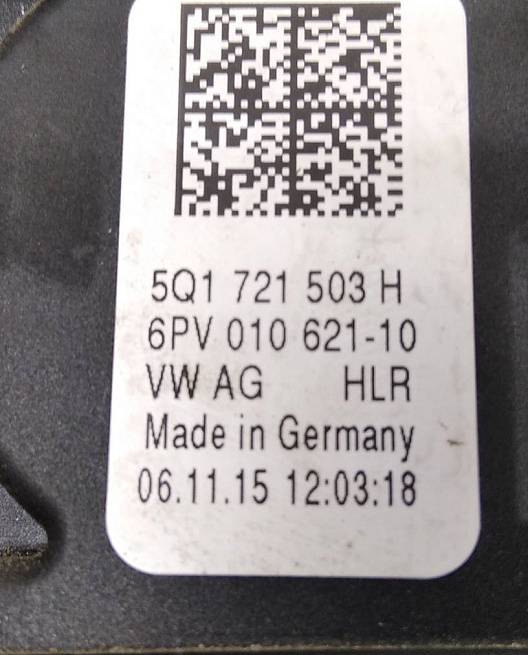 5Q1 721 503 H
6PV 010 621-10
VW AG HLR
Made in Germany
06.11.15 12:03:18